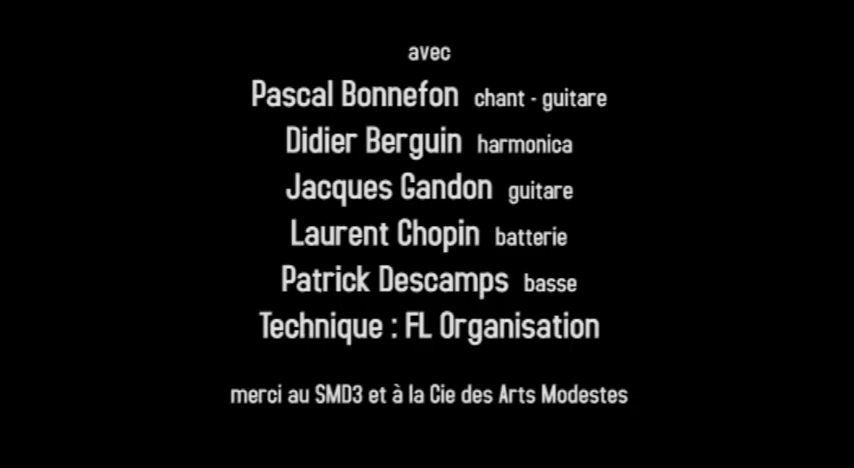 avec
Pascal Bonnefon chant - guitare
Didier Berguin harmonica
Jacques Gandon guitare
Laurent Chopin batterie
Patrick Descamps basse
Technique : FL Organisation
merci au SMD3 et à la Cie des Arts Modestes